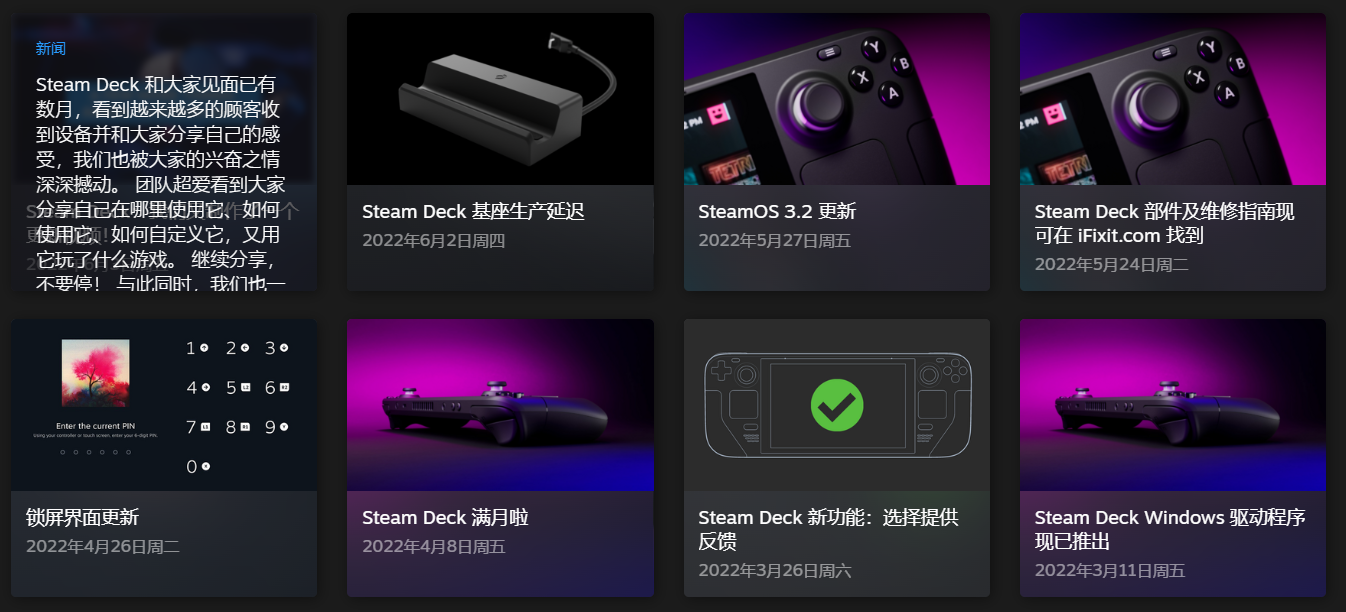 新闻
Steam Deck 和大家见面已有
数月，看到越来越多的顾客收
到设备并和大家分享自己的感
受，我们也被大家的兴奋之情
深深撼动。 团队超爱看到大家
分享自己在哪里使用它、如何
使用它、如何自定义它，又用
它玩了什么游戏。 继续分享，
不要停！ 与此同时，我们也一
Steam Deck 基座生产延迟
2022年6月2日周四
SteamOS 3.2 更新
2022年5月27日周五
Steam Deck 部件及维修指南现
可在 iFixit.com 找到
2022年5月24日周二
Enter the current PIN
Using your controller or touch screen, enter your 6-digit PIN.
1 2 3
4 5 6
7 8 9
0
锁屏界面更新
2022年4月26日周二
Steam Deck 满月啦
2022年4月8日周五
Steam Deck 新功能：选择提供
反馈
2022年3月26日周六
Steam Deck Windows 驱动程序
现已推出
2022年3月11日周五
Y
B
X
A
Y
B
X
A